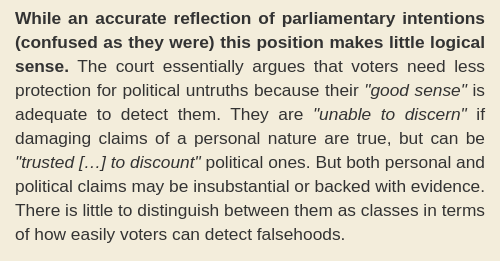 While an accurate reflection of parliamentary intentions
(confused as they were) this position makes little logical
sense. The court essentially argues that voters need less
protection for political untruths because their "good sense" is
adequate to detect them. They are "unable to discern" if
damaging claims of a personal nature are true, but can be
"trusted […] to discount" political ones. But both personal and
political claims may be insubstantial or backed with evidence.
There is little to distinguish between them as classes in terms
of how easily voters can detect falsehoods.